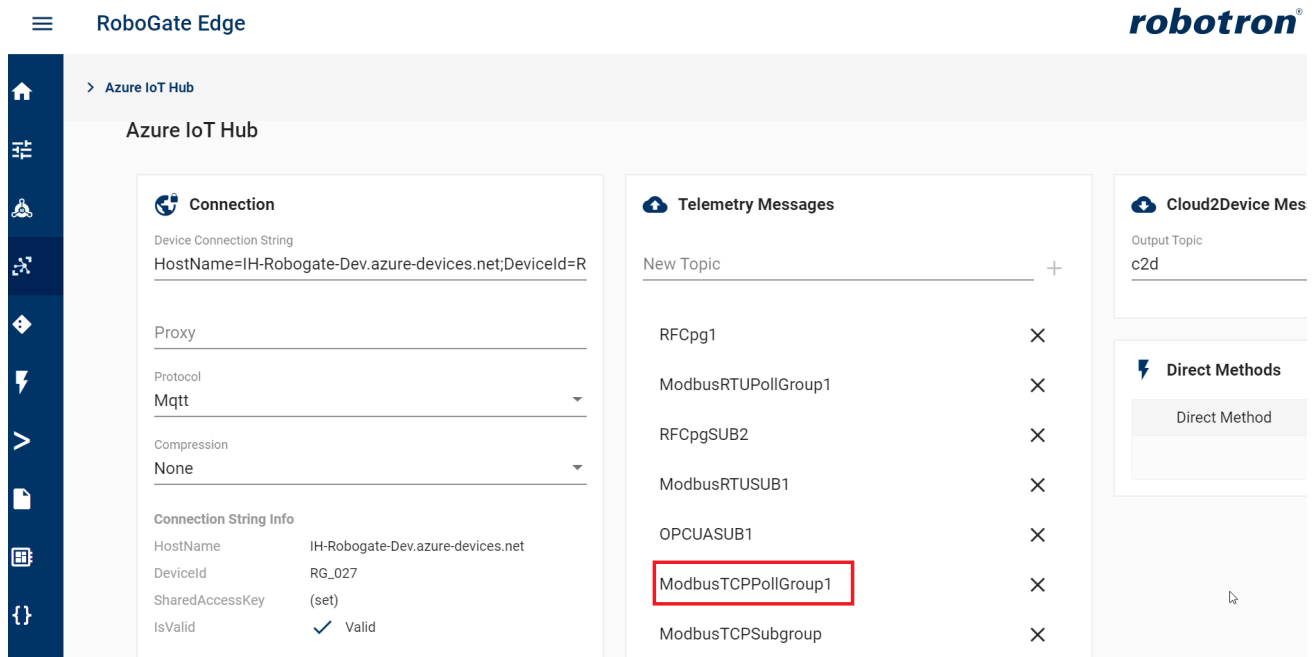 RoboGate Edge
robotron®
Azure IoT Hub
Azure IoT Hub
Connection
Device Connection String
HostName=IH-Robogate-Dev.azure-devices.net;DeviceId=R
Proxy
Protocol
Mqtt
Compression
None
Connection String Info
HostName IH-Robogate-Dev.azure-devices.net
DeviceId RG_027
SharedAccessKey (set)
IsValid Valid
Telemetry Messages
New Topic
RFCpg1
ModbusRTUPollGroup1
RFCpgSUB2
ModbusRTUSUB1
OPCUASUB1
ModbusTCPPollGroup1
ModbusTCPSubgroup
Cloud2Device Mes
Output Topic
c2d
Direct Methods
Direct Method